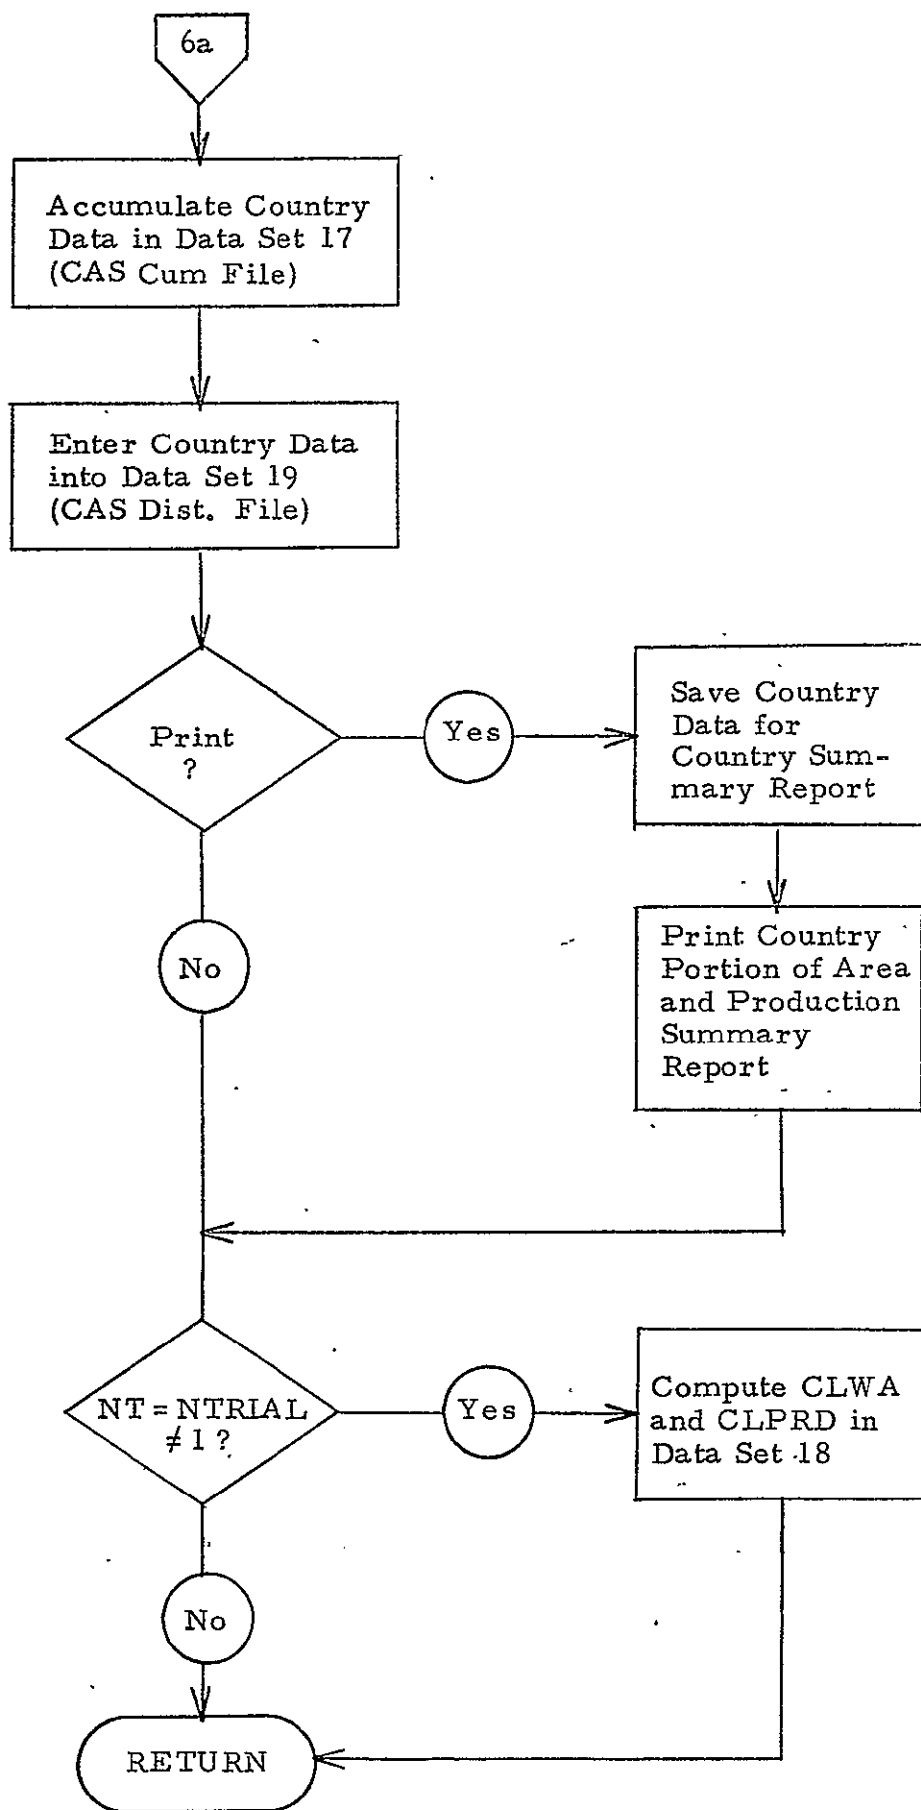 6a
Accumulate Country
Data in Data Set 17
(CAS Cum File)
Enter Country Data
into Data Set 19
(CAS Dist. File)
Print
?
Yes
Save Country
Data for
Country Sum-
mary Report
No
Print Country
Portion of Area
and Production
Summary
Report
NT = NTRIAL
≠ 1 ?
Yes
Compute CLWA
and CLPRD in
Data Set 18
No
RETURN